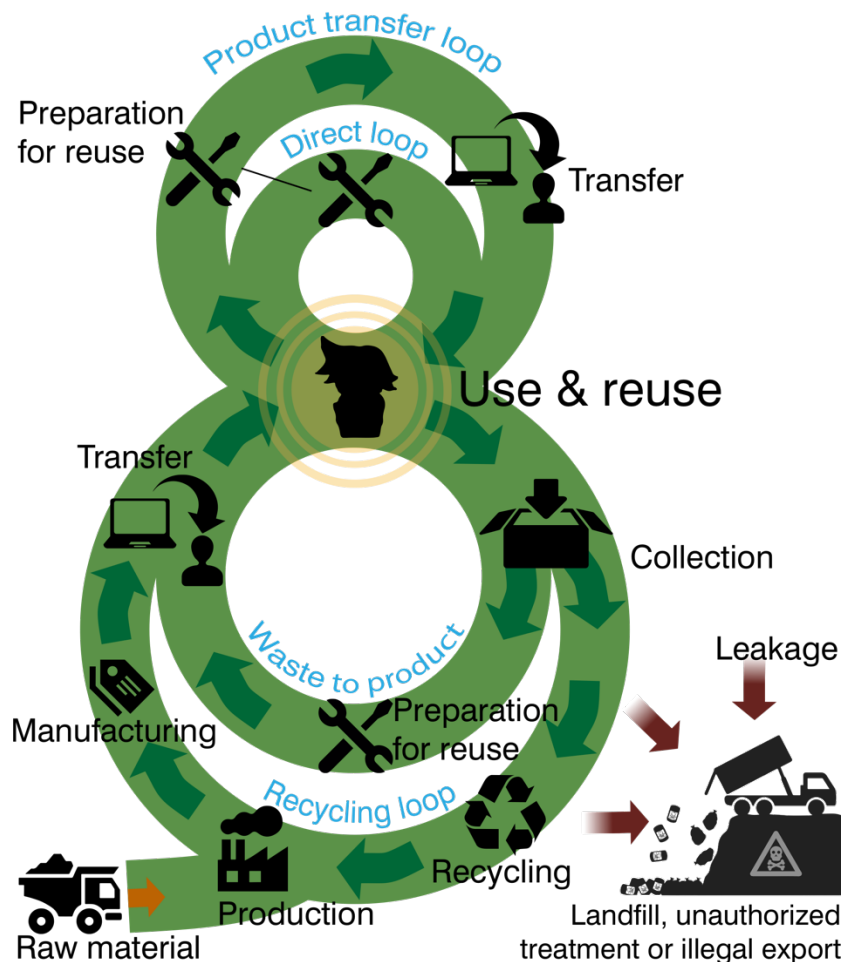 Product transfer loop
Preparation
for reuse
Direct loop
Transfer
Use & reuse
Transfer
Collection
Waste to product
Leakage
Manufacturing
Preparation
for reuse
Recycling loop
Recycling
Production
Raw material
Landfill, unauthorized
treatment or illegal export